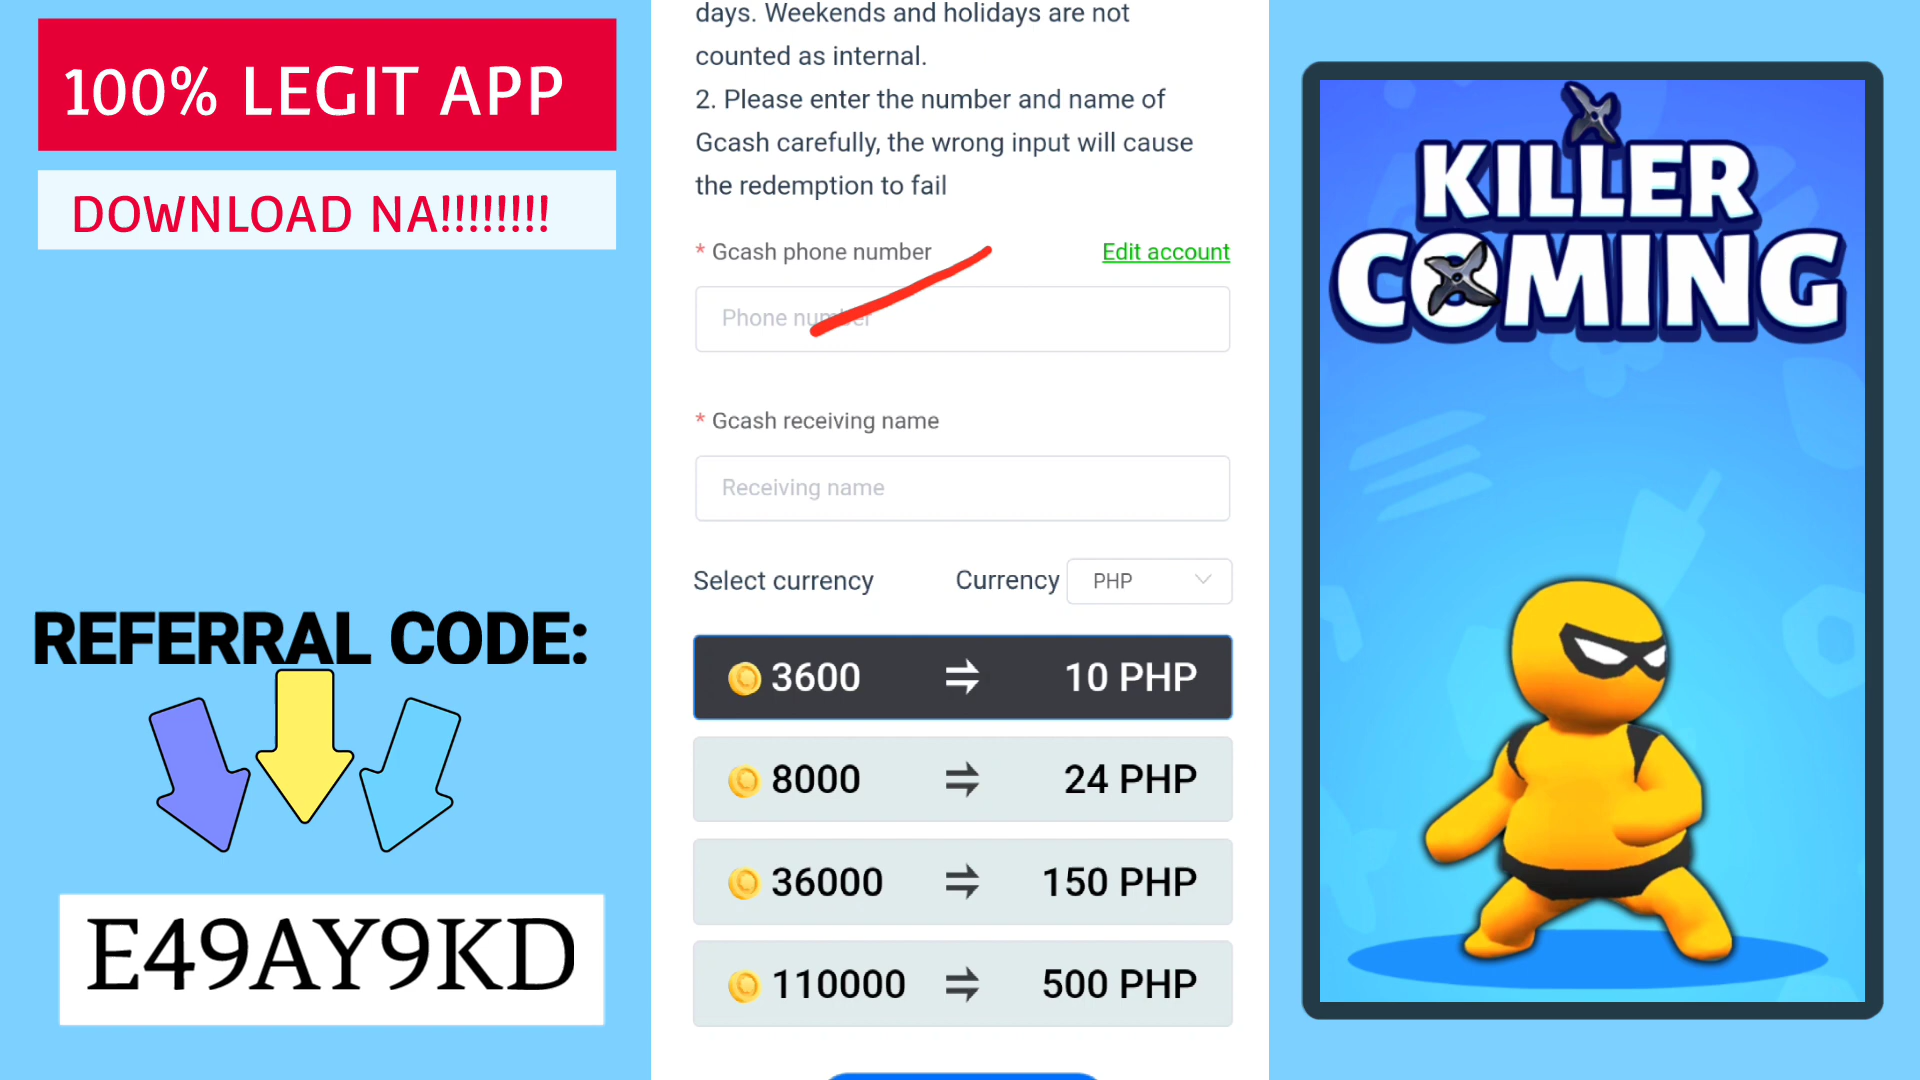 100% LEGIT APP
DOWNLOAD NA!!!!!!!!
REFERRAL CODE:
E49AY9KD
days. Weekends and holidays are not
counted as internal.
2. Please enter the number and name of
Gcash carefully, the wrong input will cause
the redemption to fail
* Gcash phone number
Edit account
Phone number
* Gcash receiving name
Receiving name
Select currency
Currency
PHP
3600 10 PHP
8000 24 PHP
36000 150 PHP
110000 500 PHP
KILLER
COMING